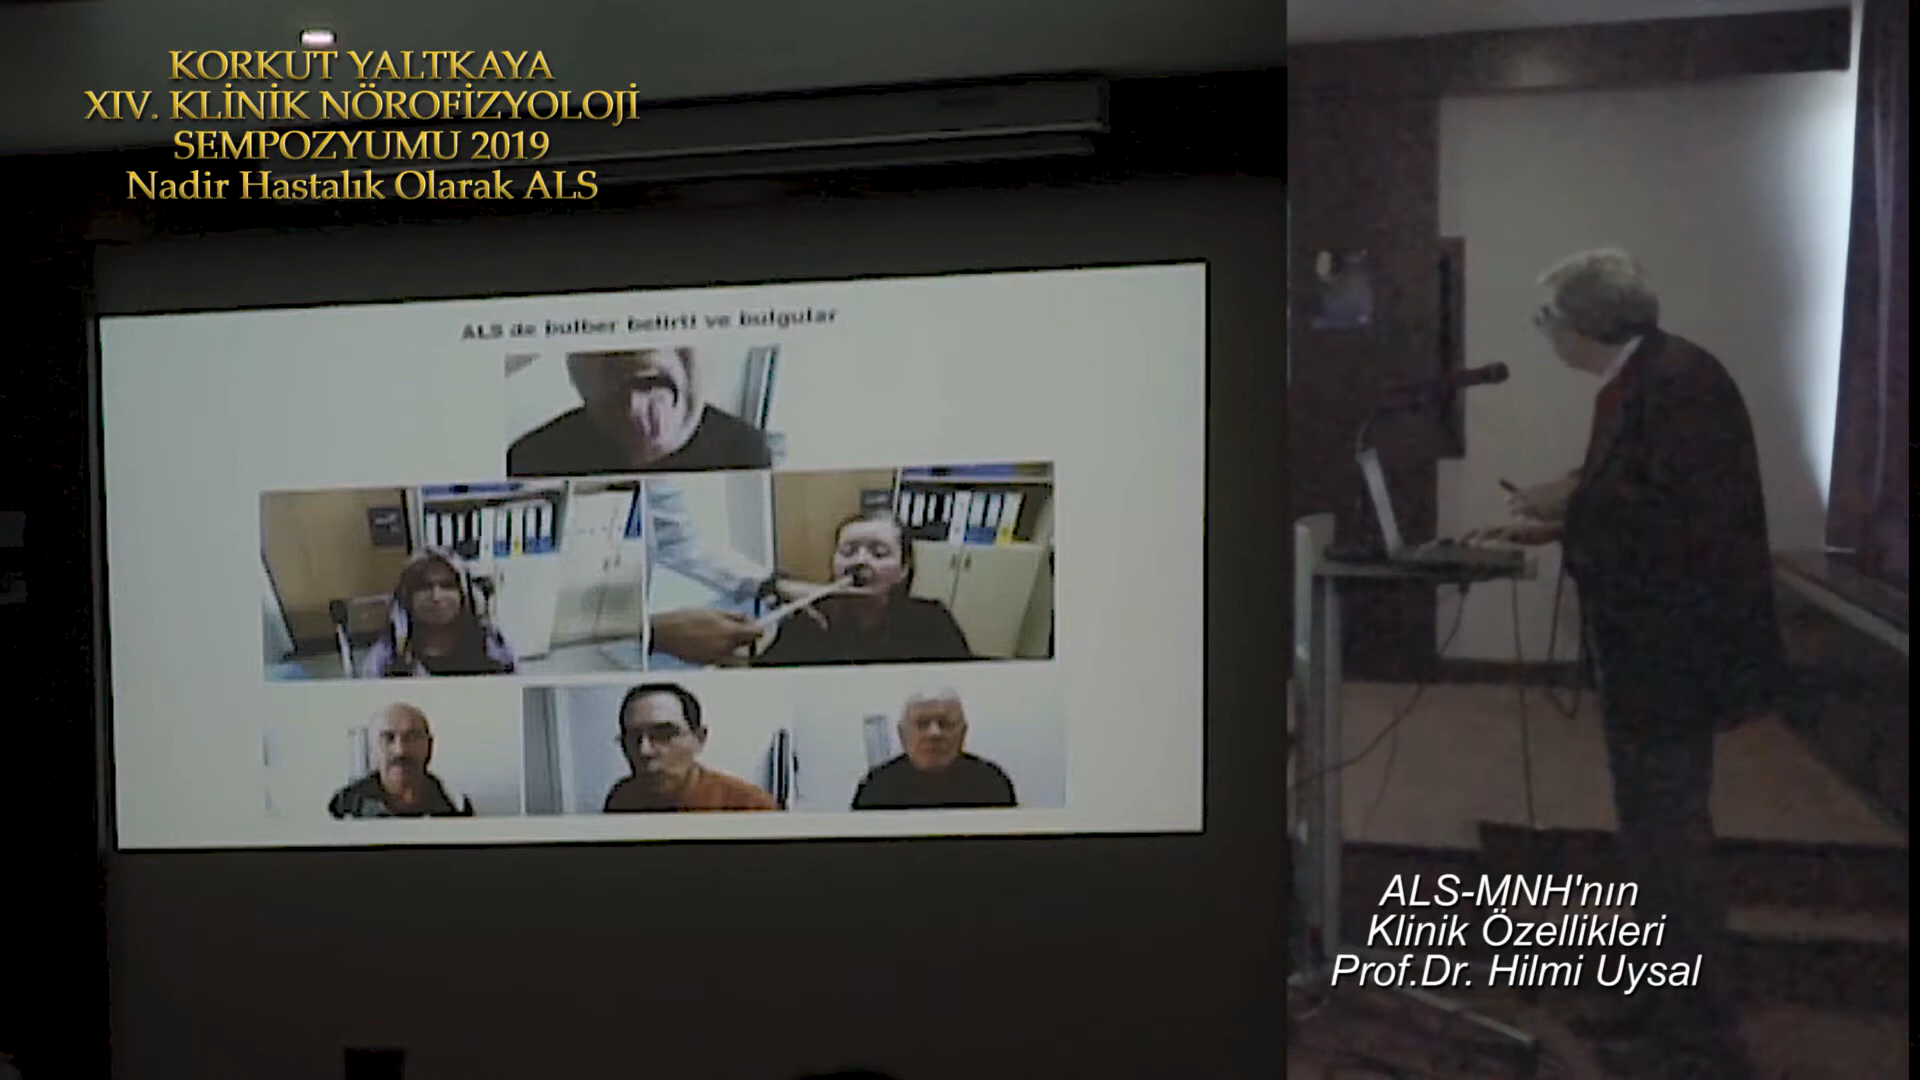 KORKUT YALTKAYA
XIV. KLİNİK NÖROFİZYOLOJİ
SEMPOZYUMU 2019
Nadir Hastalık Olarak ALS
ALS de bulber belirti ve bulgular
ALS-MNH'nın
Klinik Özellikleri
Prof.Dr. Hilmi Uysal